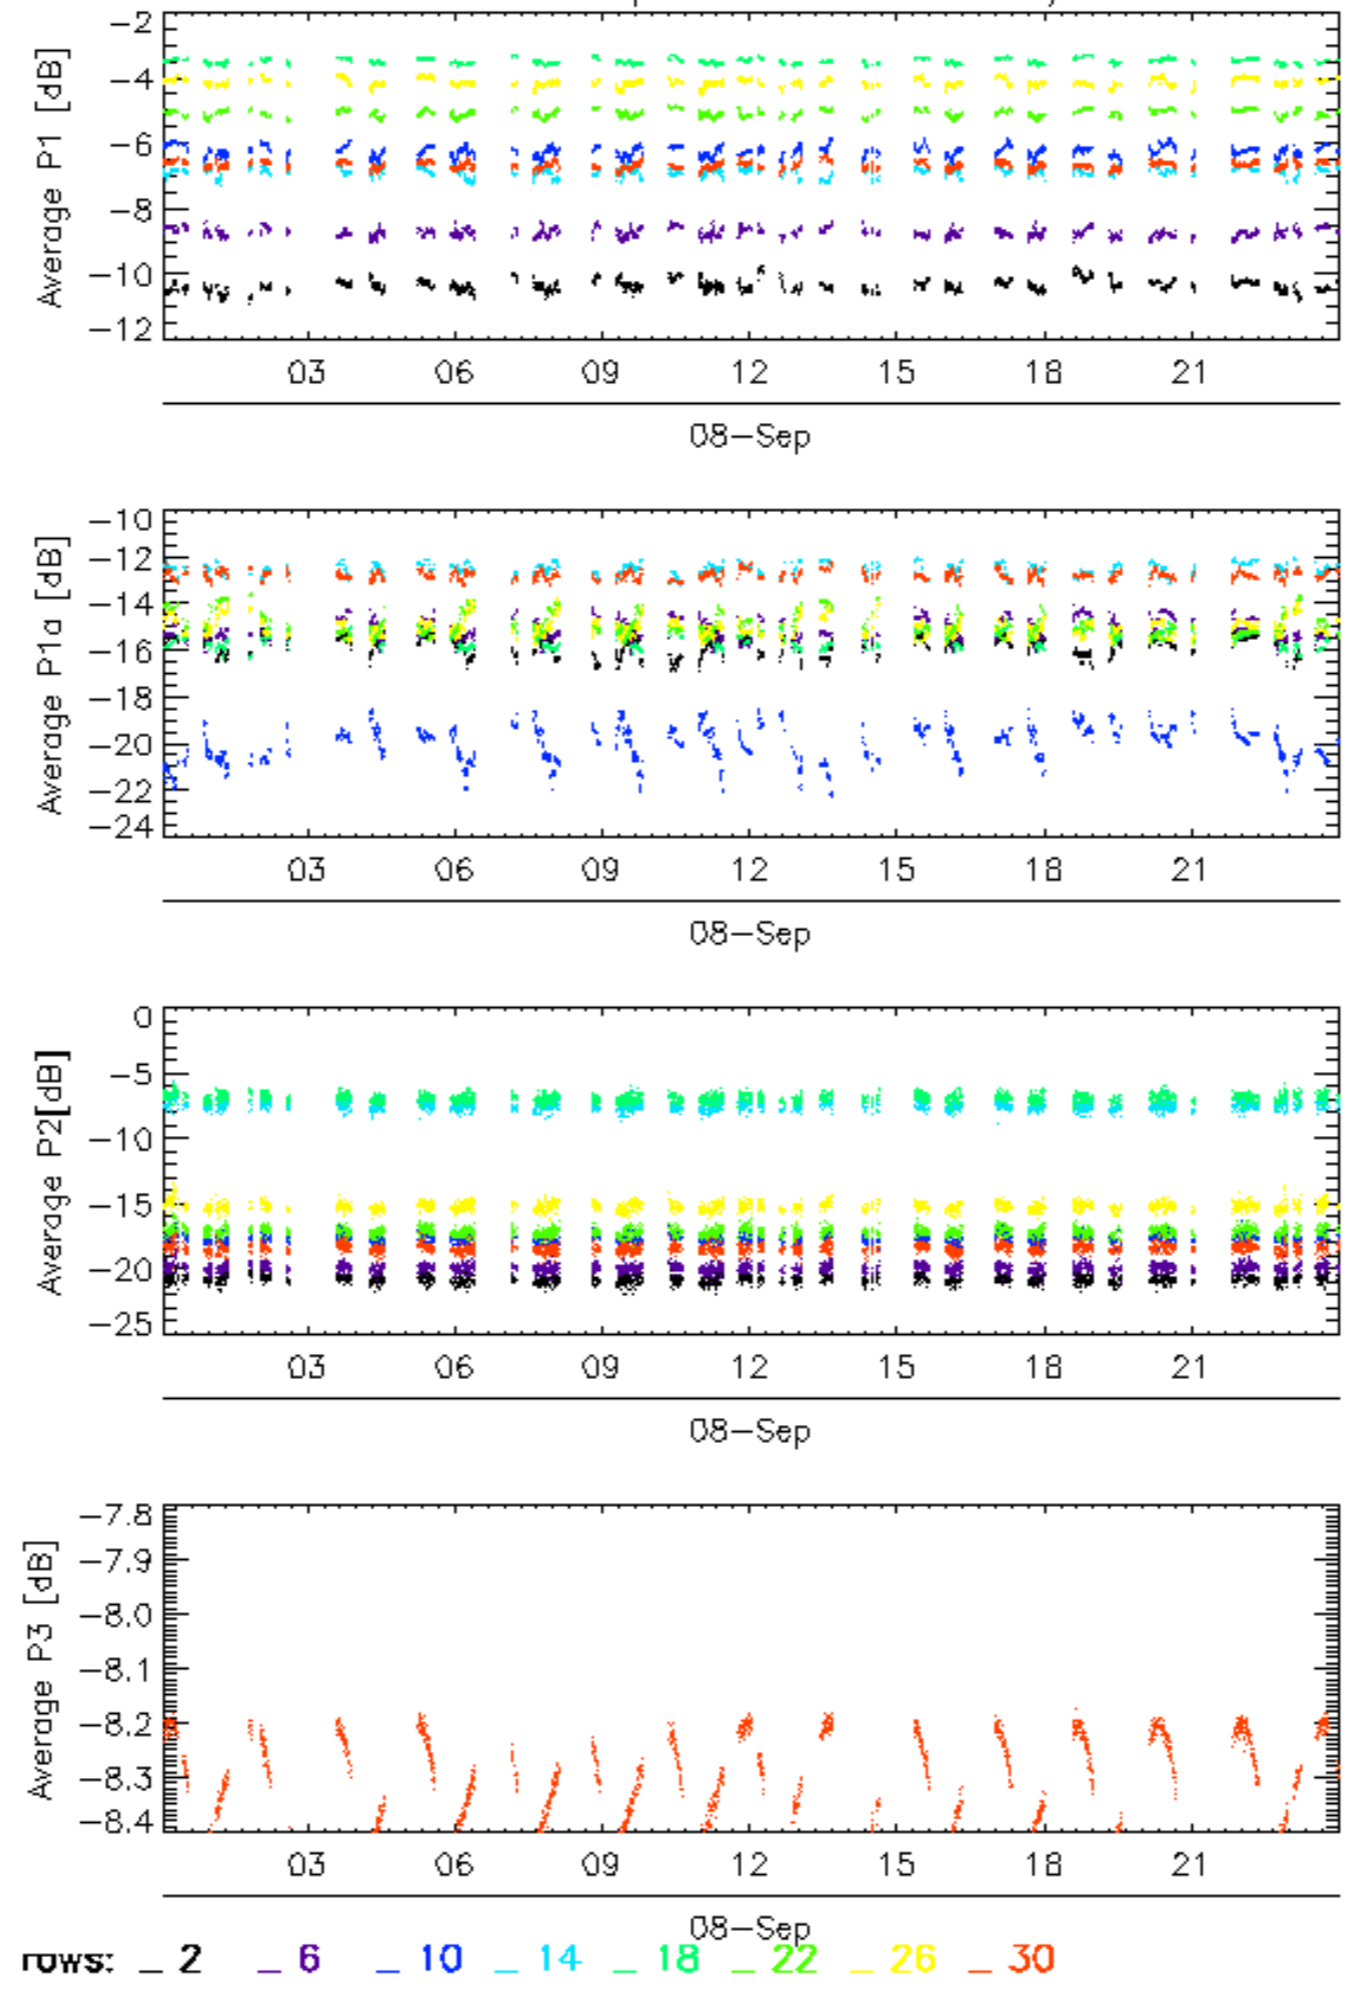 Average P1 [dB]
-2
-4
-6
-8
-10
-12
03 06 09 12 15 18 21
08-Sep
Average P1a [dB]
-10
-12
-14
-16
-18
-20
-22
-24
03 06 09 12 15 18 21
08-Sep
Average P2[dB]
0
-5
-10
-15
-20
-25
03 06 09 12 15 18 21
08-Sep
Average P3 [dB]
-7.8
-7.9
-8.0
-8.1
-8.2
-8.3
-8.4
03 06 09 12 15 18 21
08-Sep
rows: _ 2 _ 6 _ 10 _ 14 _ 18 _ 22 _ 26 _ 30